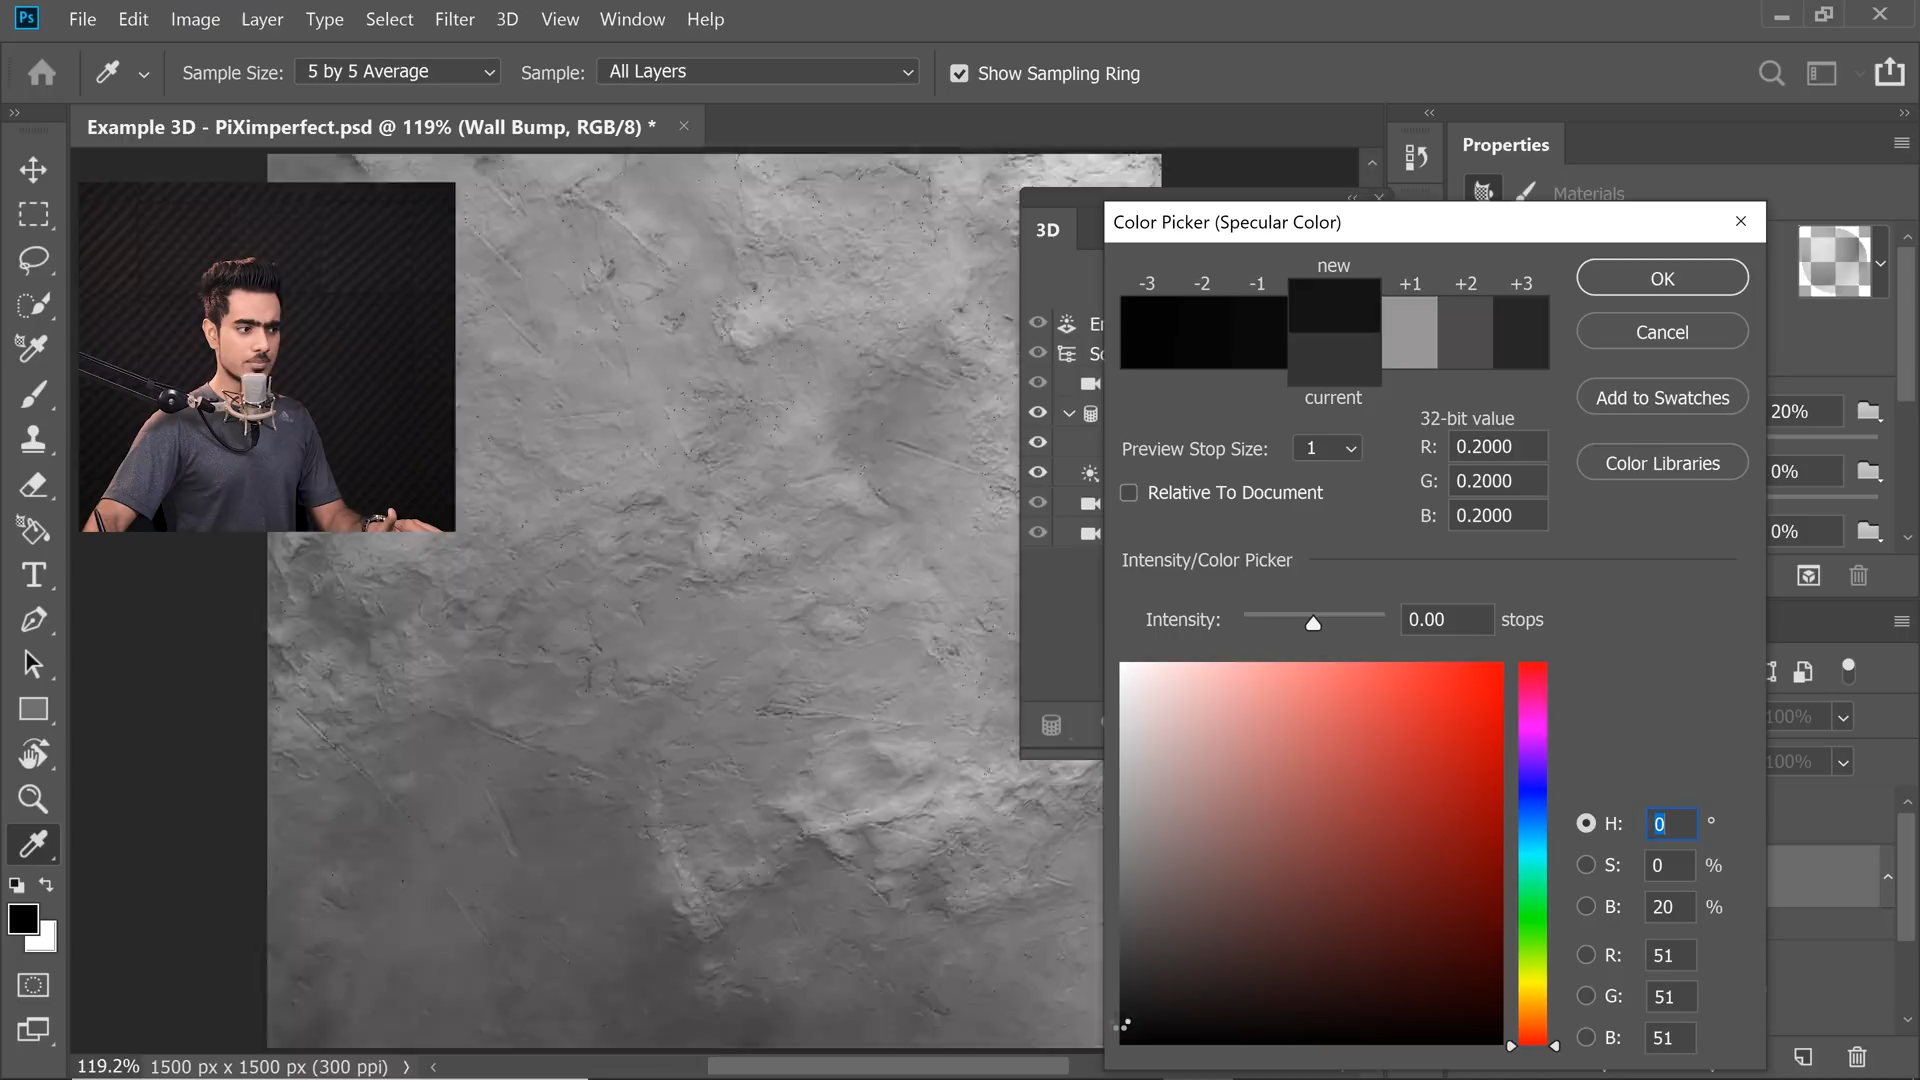 Ps File Edit Image Layer Type Select Filter 3D View Window Help
Sample Size: 5 by 5 Average Sample: All Layers Show Sampling Ring
Example 3D - PiXimperfect.psd @ 119% (Wall Bump, RGB/8) *
Properties
Materials
3D
Color Picker (Specular Color)
new
-3 -2 -1 +1 +2 +3
OK
Cancel
current
Add to Swatches
20%
32-bit value
Preview Stop Size: 1
R: 0.2000
Color Libraries
0%
G: 0.2000
Relative To Document
B: 0.2000
0%
Intensity/Color Picker
Intensity: 0.00 stops
100%
100%
H: 0 °
S: 0 %
B: 20 %
R: 51
G: 51
B: 51
119.2% 1500 px x 1500 px (300 ppi)